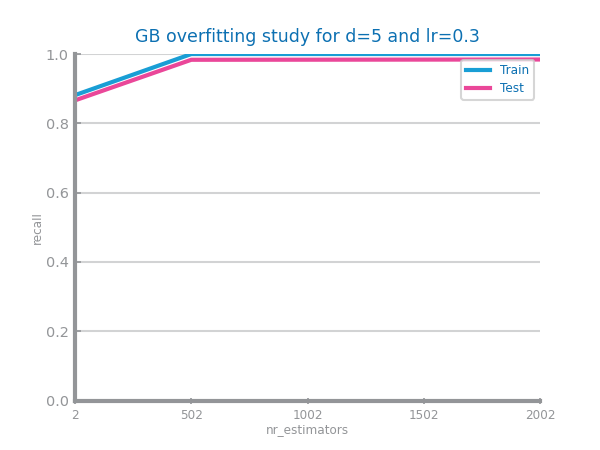 GB overfitting study for d=5 and lr=0.3
1.0
Train
Test
0.8
0.6
recall
0.4
0.2
0.0
2 502 1002 1502 2002
nr_estimators